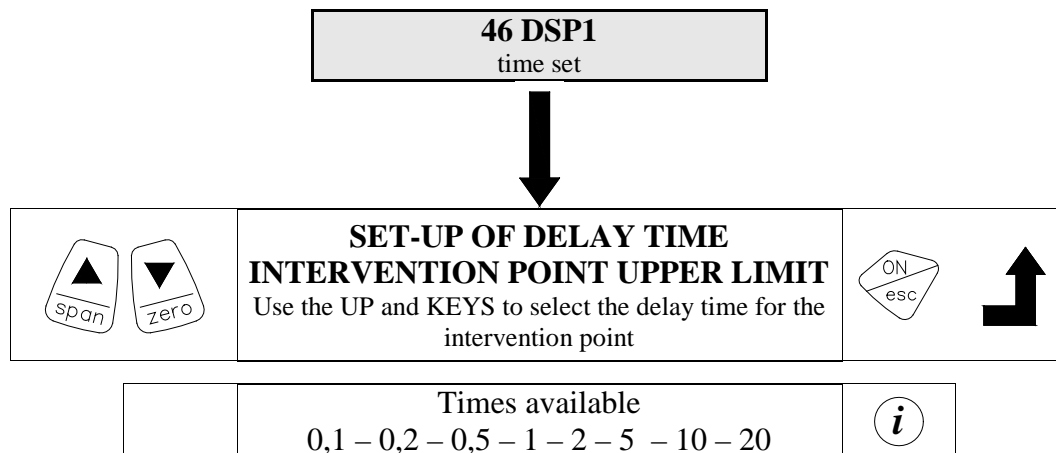 46 DSP1
time set
SET-UP OF DELAY TIME
INTERVENTION POINT UPPER LIMIT
Use the UP and KEYS to select the delay time for the
intervention point
span
zero
ON
esc
Times available
0,1 – 0,2 – 0,5 – 1 – 2 – 5 – 10 – 20
i